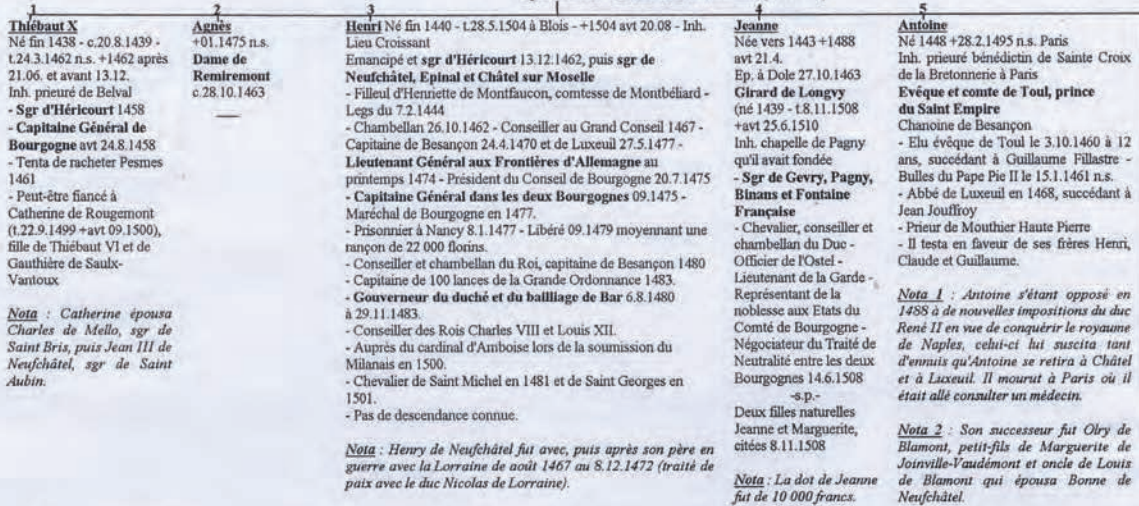 1
2
3
4
5
Thiébaut X
Né fin 1438 - c.20.8.1439 -
t.24.3.1462 n.s. +1462 après
21.06. et avant 13.12.
Inh. prieuré de Belval
- Sgr d'Héricourt 1458
- Capitaine Général de
Bourgogne avt 24.8.1458
- Tenta de racheter Pesmes
1461
- Peut-être fiancé à
Catherine de Rougemont
(t.22.9.1499 +avt 09.1500),
fille de Thiébaut VI et de
Gauthière de Saulx-
Vantoux
Nota : Catherine épousa
Charles de Mello, sgr de
Saint Bris, puis Jean III de
Neufchâtel, sgr de Saint
Aubin.
Agnès
+01.1475 n.s.
Dame de
Remiremont
c.28.10.1463
Henri Né fin 1440 - t.28.5.1504 à Blois - +1504 avt 20.08 - Inh.
Lieu Croissant
Emancipé et sgr d'Héricourt 13.12.1462, puis sgr de
Neufchâtel, Epinal et Châtel sur Moselle
- Filleul d'Henriette de Montfaucon, comtesse de Montbéliard -
Legs du 7.2.1444
- Chambellan 26.10.1462 - Conseiller au Grand Conseil 1467 -
Capitaine de Besançon 24.4.1470 et de Luxeuil 27.5.1477 -
Lieutenant Général aux Frontières d'Allemagne au
printemps 1474 - Président du Conseil de Bourgogne 20.7.1475
- Capitaine Général dans les deux Bourgognes 09.1475 -
Maréchal de Bourgogne en 1477.
- Prisonnier à Nancy 8.1.1477 - Libéré 09.1479 moyennant une
rançon de 22 000 florins.
- Conseiller et chambellan du Roi, capitaine de Besançon 1480
- Capitaine de 100 lances de la Grande Ordonnance 1483.
- Gouverneur du duché et du bailliage de Bar 6.8.1480
à 29.11.1483.
- Conseiller des Rois Charles VIII et Louis XII.
- Auprès du cardinal d'Amboise lors de la soumission du
Milanais en 1500.
- Chevalier de Saint Michel en 1481 et de Saint Georges en
1501.
- Pas de descendance connue.
Nota : Henry de Neufchâtel fut avec, puis après son père en
guerre avec la Lorraine de août 1467 au 8.12.1472 (traité de
paix avec le duc Nicolas de Lorraine).
Jeanne
Née vers 1443 +1488
avt 21.4.
Ep. à Dole 27.10.1463
Girard de Longvy
(né 1439 - t.8.11.1508
+avt 25.6.1510
Inh. chapelle de Pagny
qu'il avait fondée
- Sgr de Gevry, Pagny,
Binans et Fontaine
Française
- Chevalier, conseiller et
chambellan du Duc -
Officier de l'Ostel -
Lieutenant de la Garde -
Représentant de la
noblesse aux Etats du
Comté de Bourgogne -
Négociateur du Traité de
Neutralité entre les deux
Bourgognes 14.6.1508
-s.p.-
Deux filles naturelles
Jeanne et Marguerite,
citées 8.11.1508
Nota : La dot de Jeanne
fut de 10 000 francs.
Antoine
Né 1448 +28.2.1495 n.s. Paris
Inh. prieuré bénédictin de Sainte Croix
de la Bretonnerie à Paris
Evêque et comte de Toul, prince
du Saint Empire
Chanoine de Besançon
- Elu évêque de Toul le 3.10.1460 à 12
ans, succédant à Guillaume Fillastre -
Bulles du Pape Pie II le 15.1.1461 n.s.
- Abbé de Luxeuil en 1468, succédant à
Jean Jouffroy
- Prieur de Mouthier Haute Pierre
- Il testa en faveur de ses frères Henri,
Claude et Guillaume.
Nota 1 : Antoine s'étant opposé en
1488 à de nouvelles impositions du duc
René II en vue de conquérir le royaume
de Naples, celui-ci lui suscita tant
d'ennuis qu'Antoine se retira à Châtel
et à Luxeuil. Il mourut à Paris où il
était allé consulter un médecin.
Nota 2 : Son successeur fut Olry de
Blamont, petit-fils de Marguerite de
Joinville-Vaudémont et oncle de Louis
de Blamont qui épousa Bonne de
Neufchâtel.